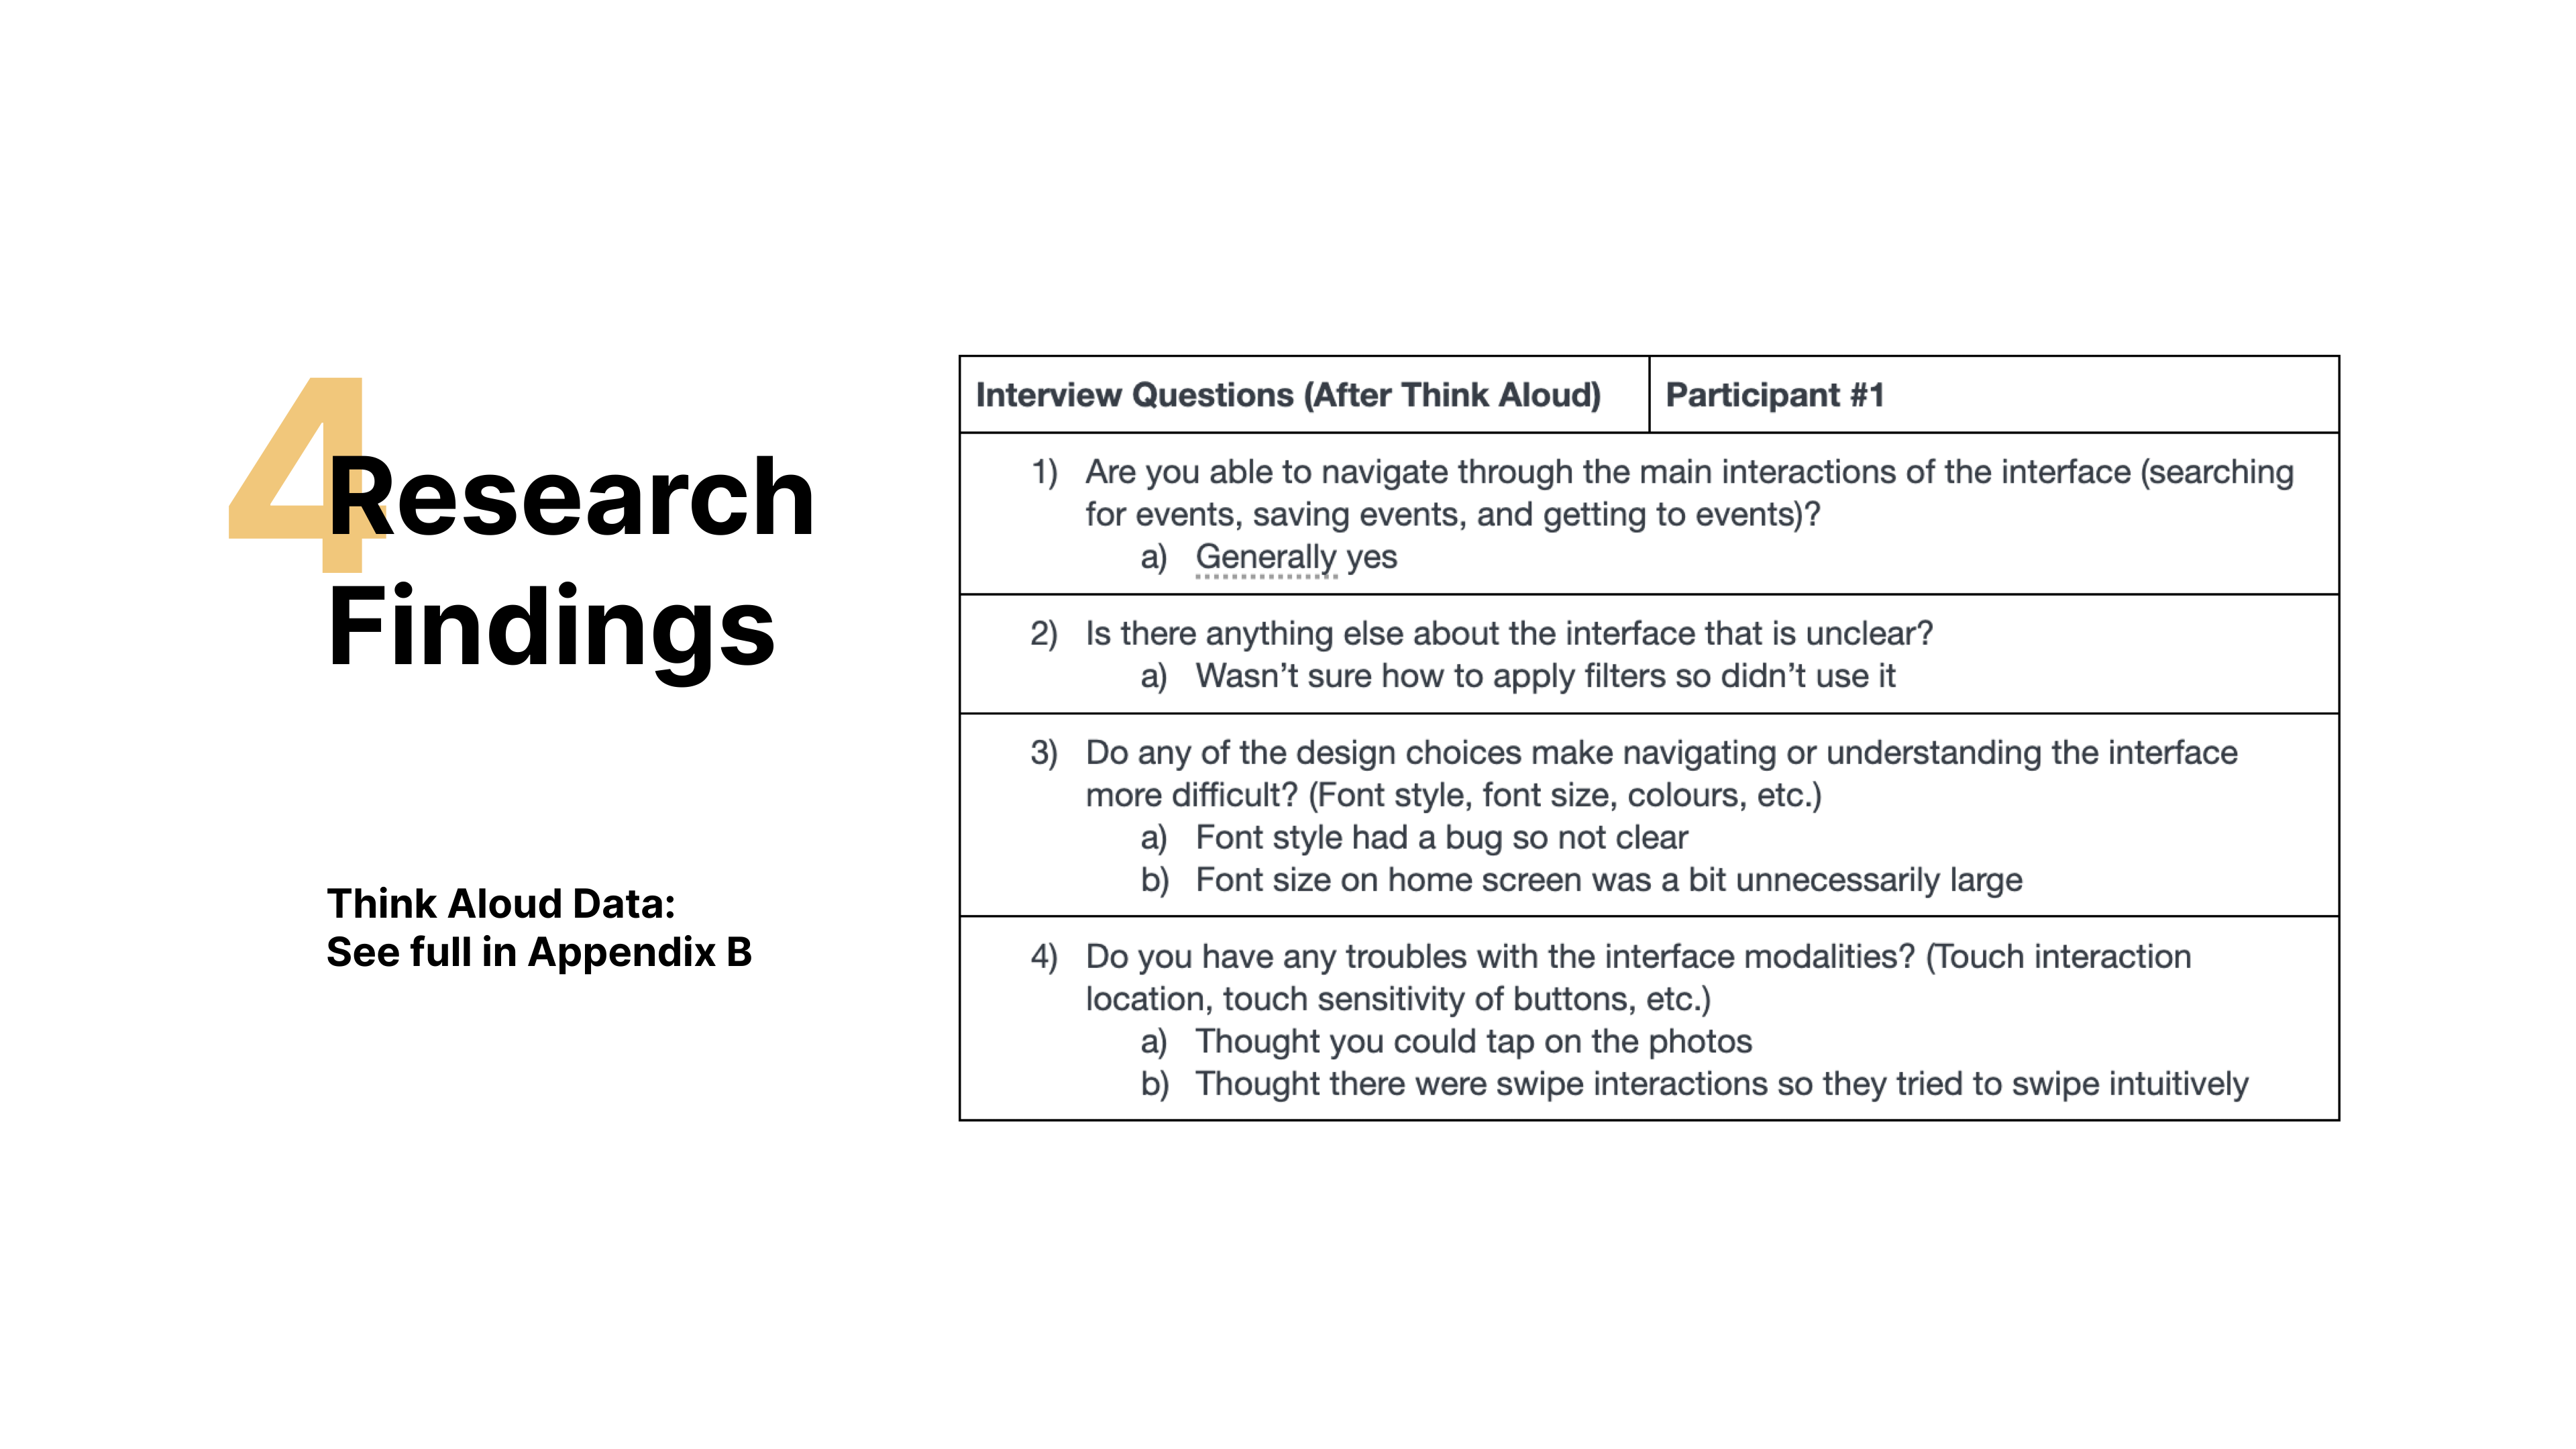 4
Research
Findings
Think Aloud Data:
See full in Appendix B
Interview Questions (After Think Aloud) Participant #1
1) Are you able to navigate through the main interactions of the interface (searching
for events, saving events, and getting to events)?
a) Generally yes
2) Is there anything else about the interface that is unclear?
a) Wasn’t sure how to apply filters so didn’t use it
3) Do any of the design choices make navigating or understanding the interface
more difficult? (Font style, font size, colours, etc.)
a) Font style had a bug so not clear
b) Font size on home screen was a bit unnecessarily large
4) Do you have any troubles with the interface modalities? (Touch interaction
location, touch sensitivity of buttons, etc.)
a) Thought you could tap on the photos
b) Thought there were swipe interactions so they tried to swipe intuitively